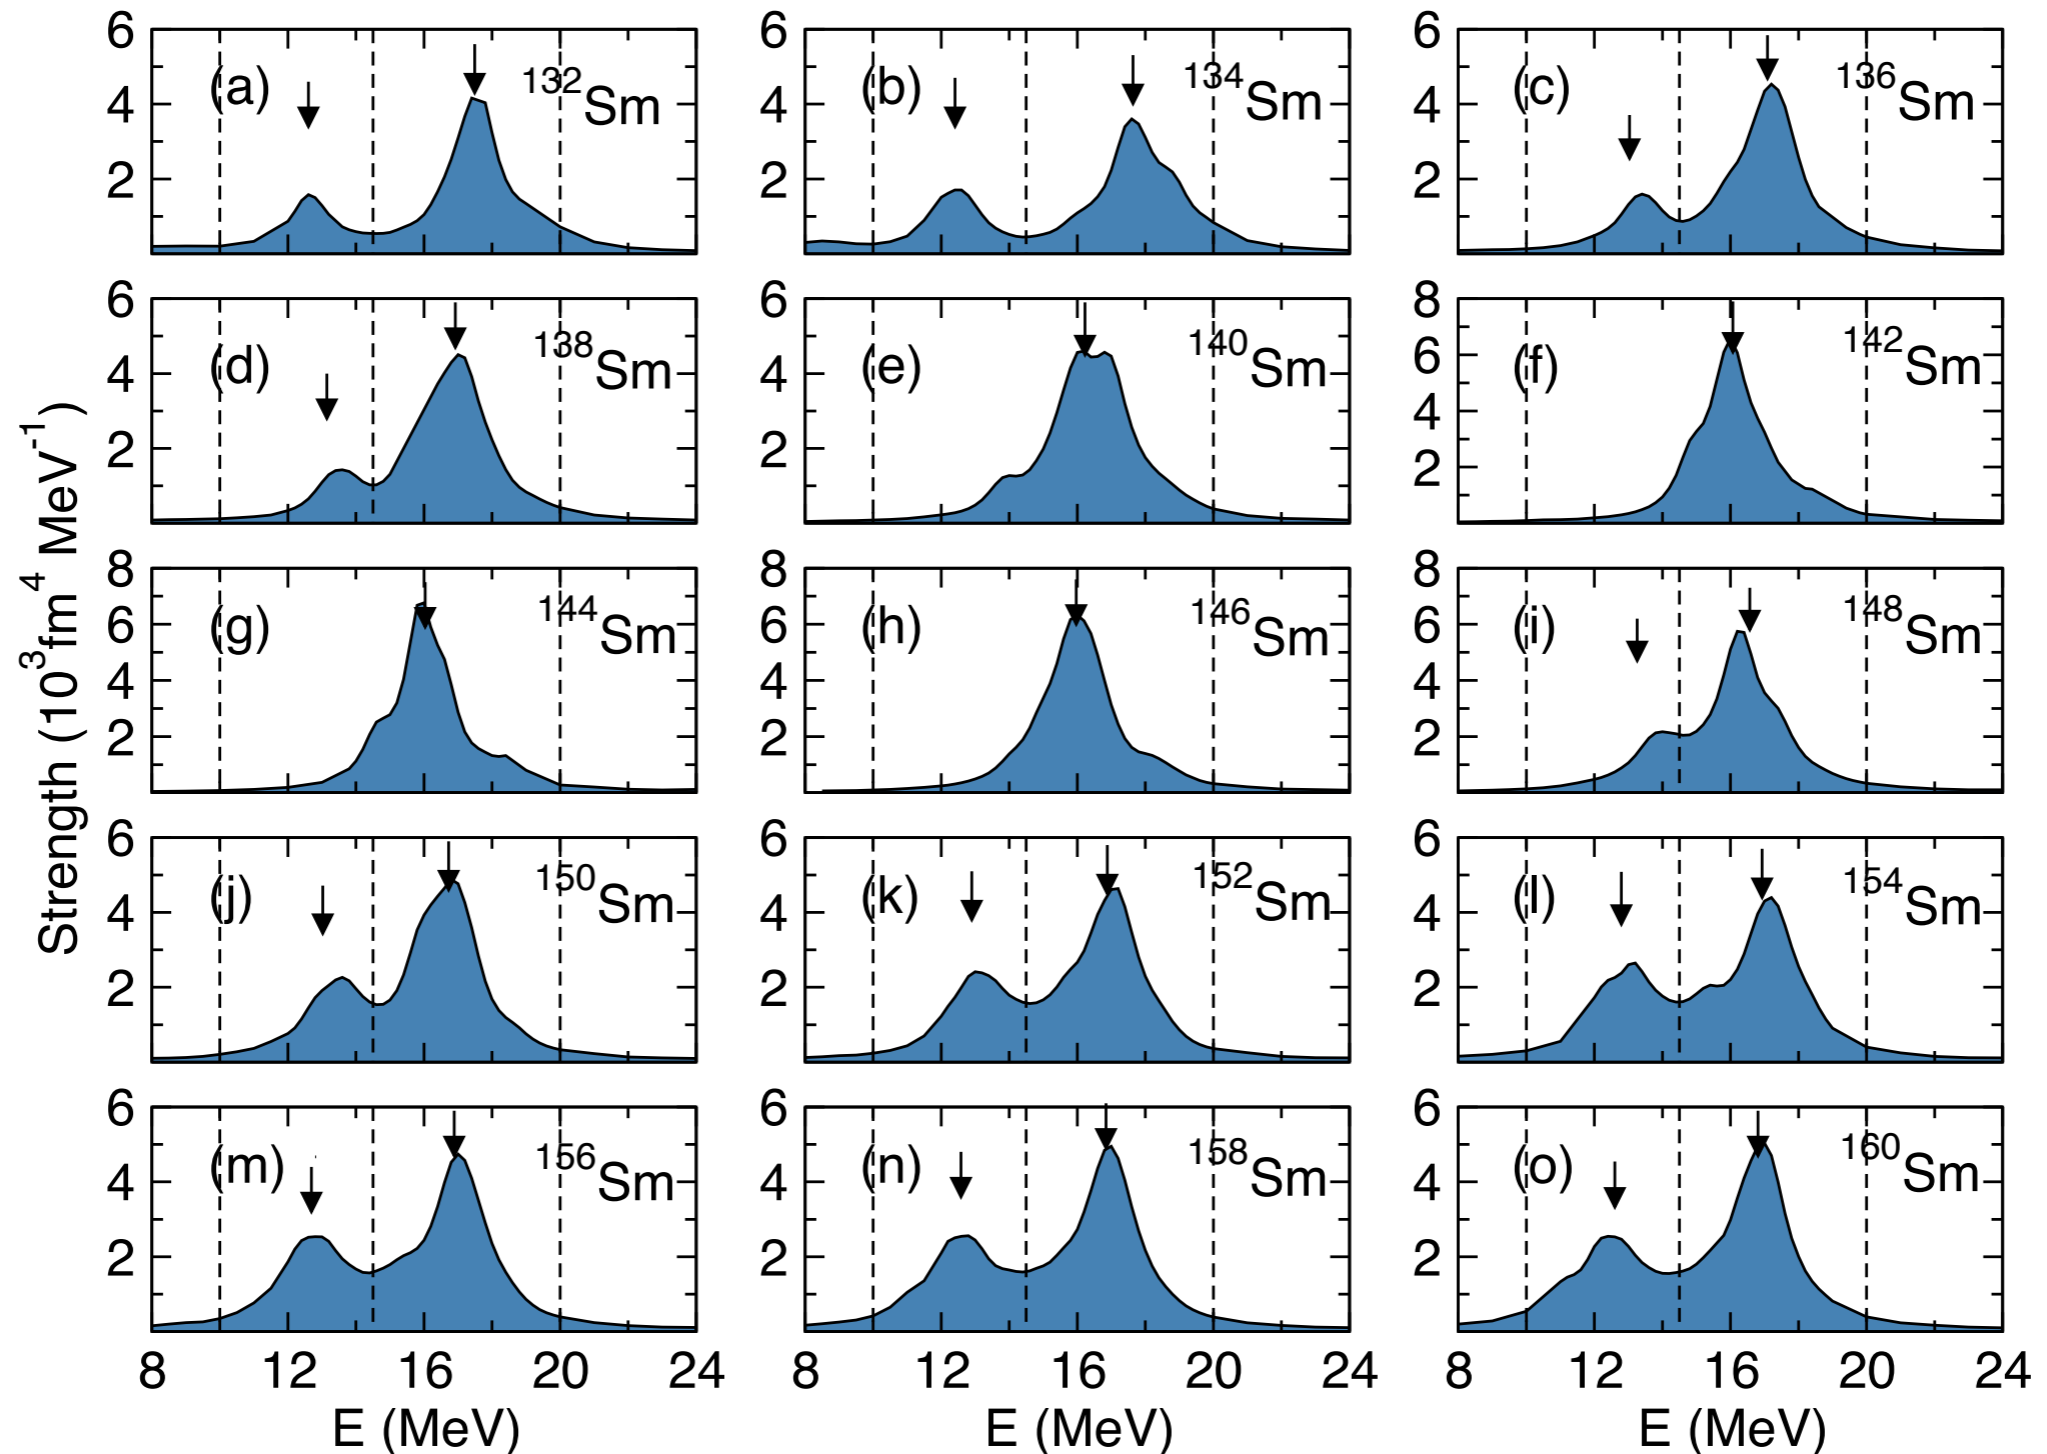 6 4 2 (a) 132Sm
6 4 2 (b) 134Sm
6 4 2 (c) 136Sm
6 4 2 (d) 138Sm
6 4 2 (e) 140Sm
8 6 4 2 (f) 142Sm
8 6 4 2 (g) 144Sm
8 6 4 2 (h) 146Sm
8 6 4 2 (i) 148Sm
6 4 2 (j) 150Sm
6 4 2 (k) 152Sm
6 4 2 (l) 154Sm
6 4 2 (m) 156Sm
6 4 2 (n) 158Sm
6 4 2 (o) 160Sm
Strength (10^3 fm^4 MeV^-1)
8 12 16 20 24
8 12 16 20 24
8 12 16 20 24
E (MeV)
E (MeV)
E (MeV)